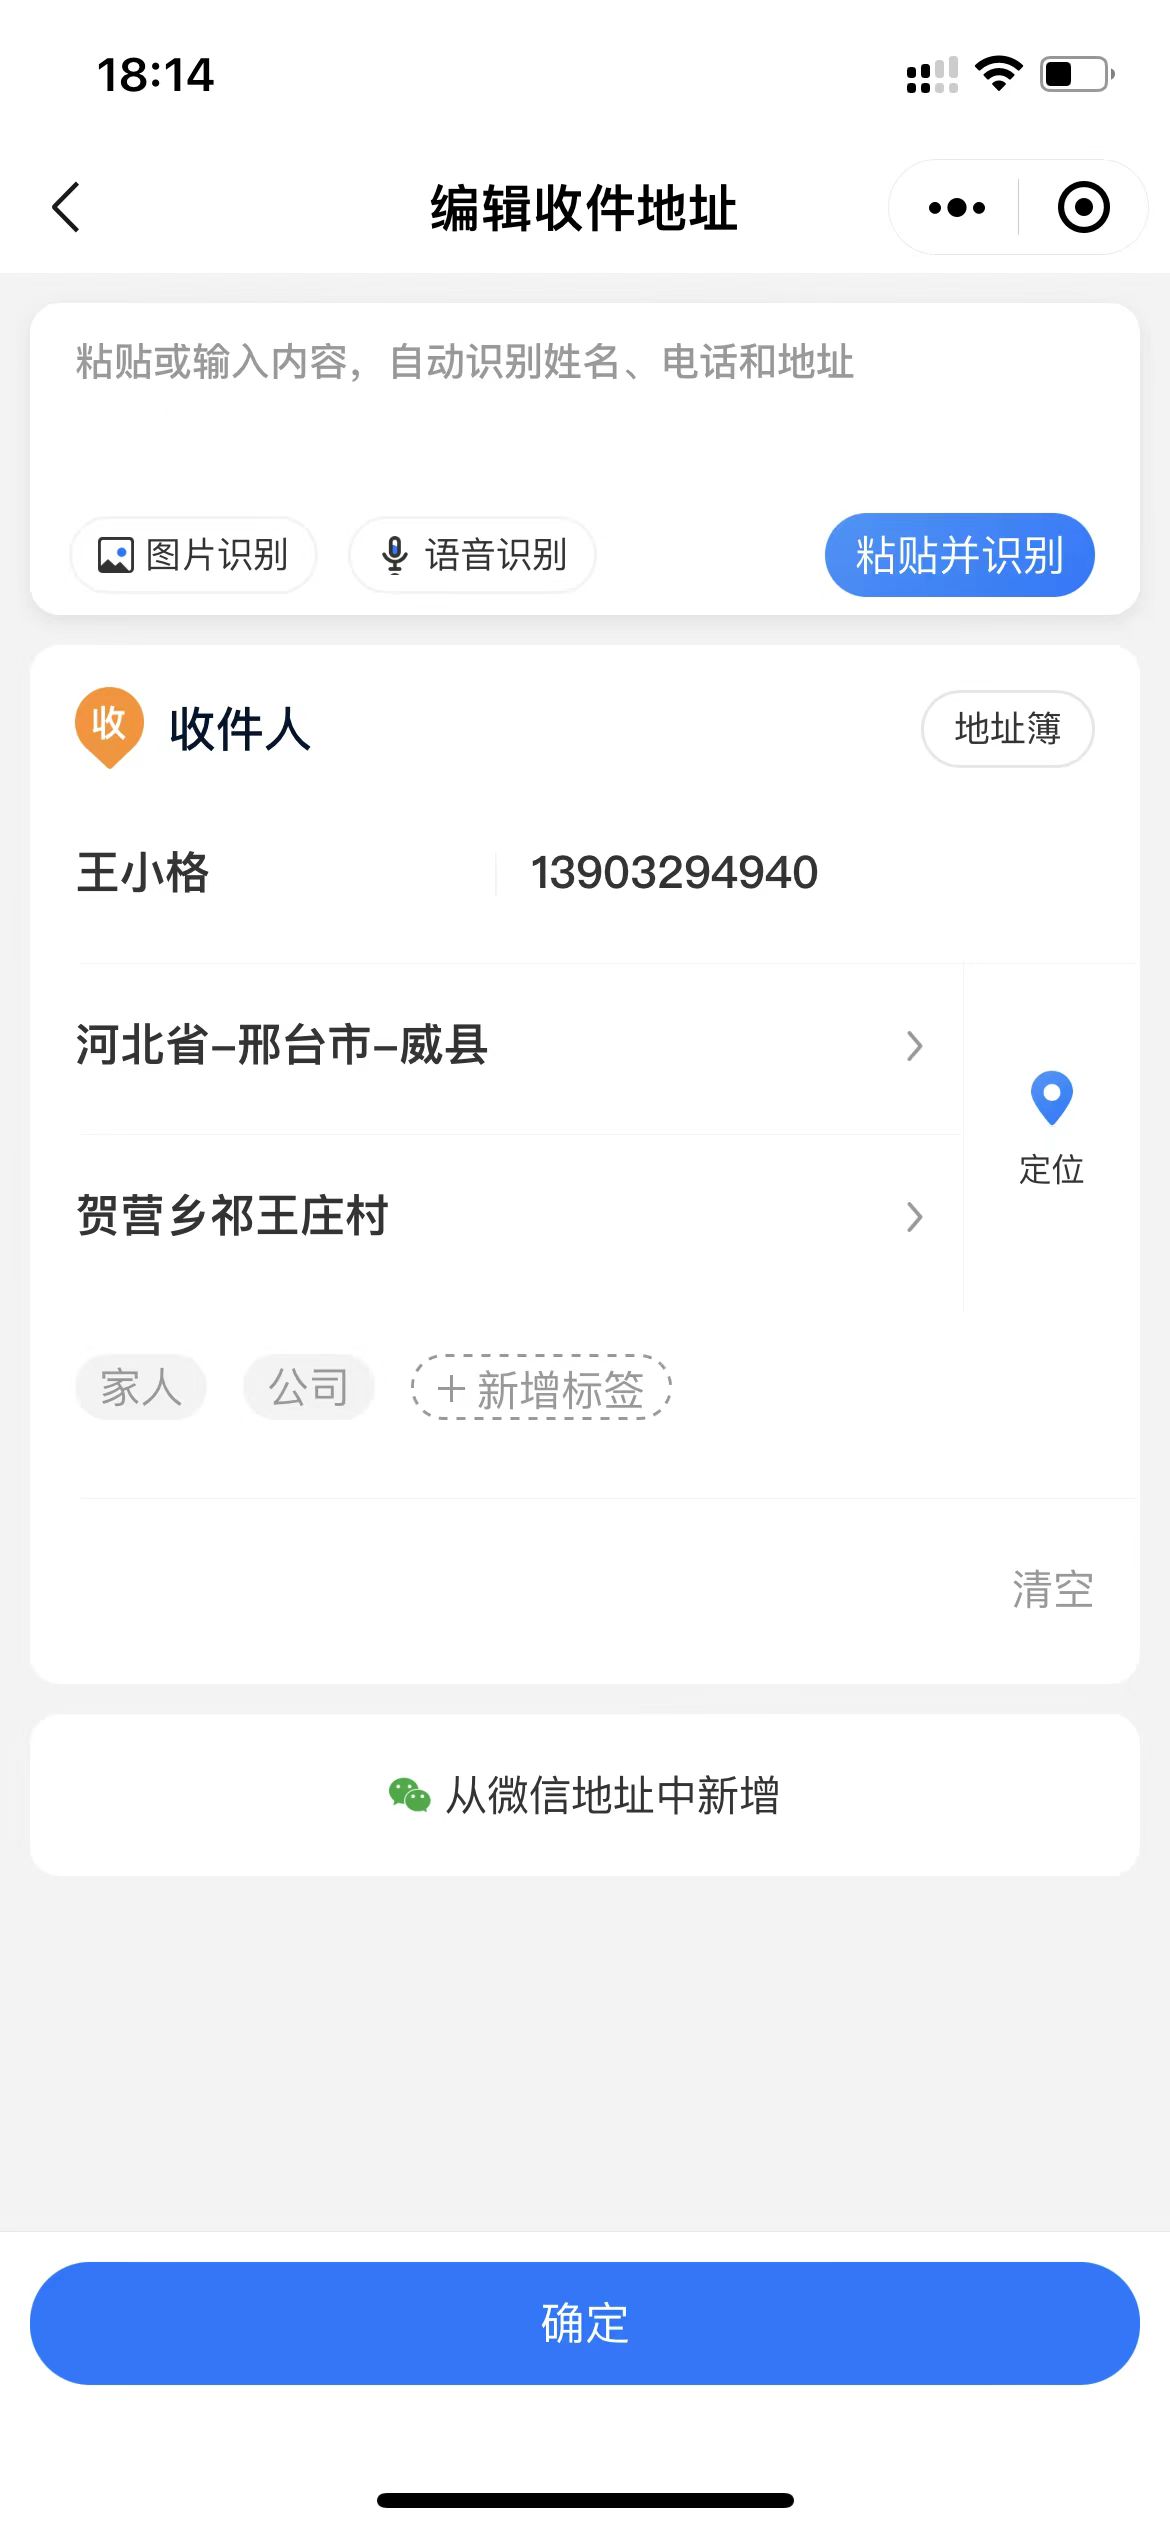 18:14
编辑收件地址
粘贴或输入内容，自动识别姓名、电话和地址
图片识别
语音识别
粘贴并识别
收
收件人
地址簿
王小格
13903294940
河北省-邢台市-威县
定位
贺营乡祁王庄村
家人
公司
+新增标签
清空
从微信地址中新增
确定